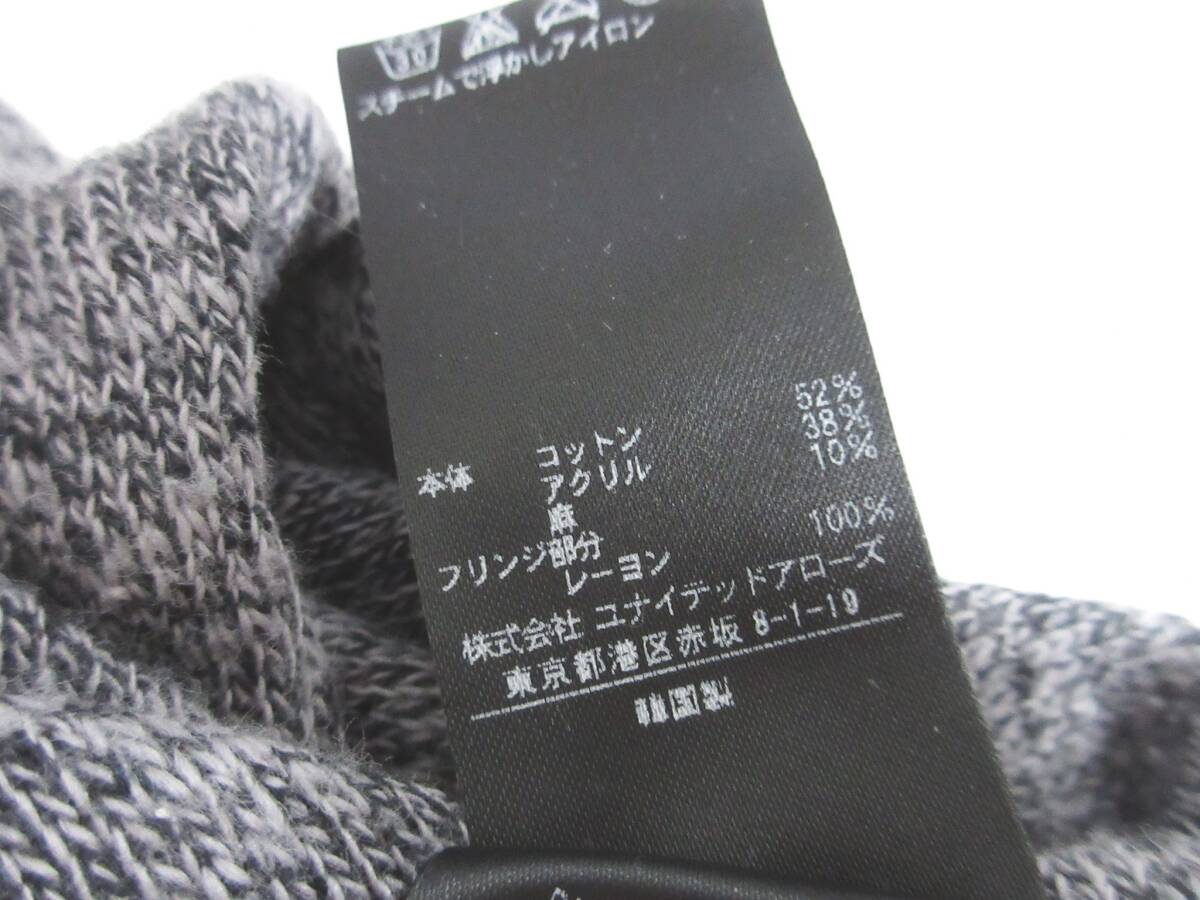 30
スチームで浮かしアイロン
本体 コットン 52%
アクリル 38%
麻 10%
フリンジ部分
レーヨン 100%
株式会社 ユナイテッドアローズ
東京都港区赤坂 8-1-19